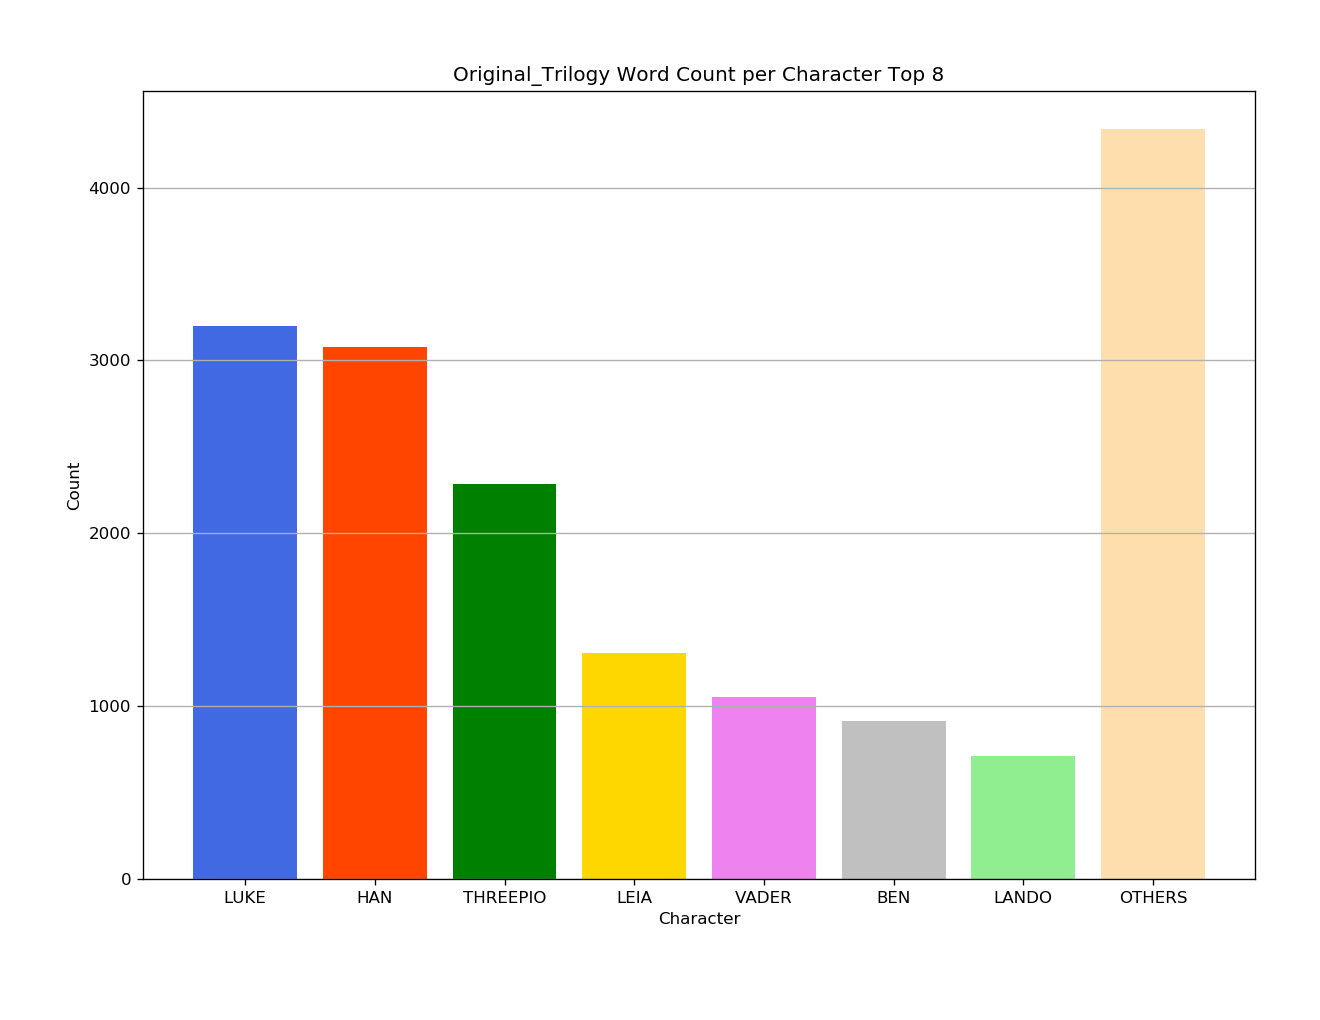 Original_Trilogy Word Count per Character Top 8
4000
3000
2000
1000
0
Count
LUKE HAN THREEPIO LEIA VADER BEN LANDO OTHERS
Character